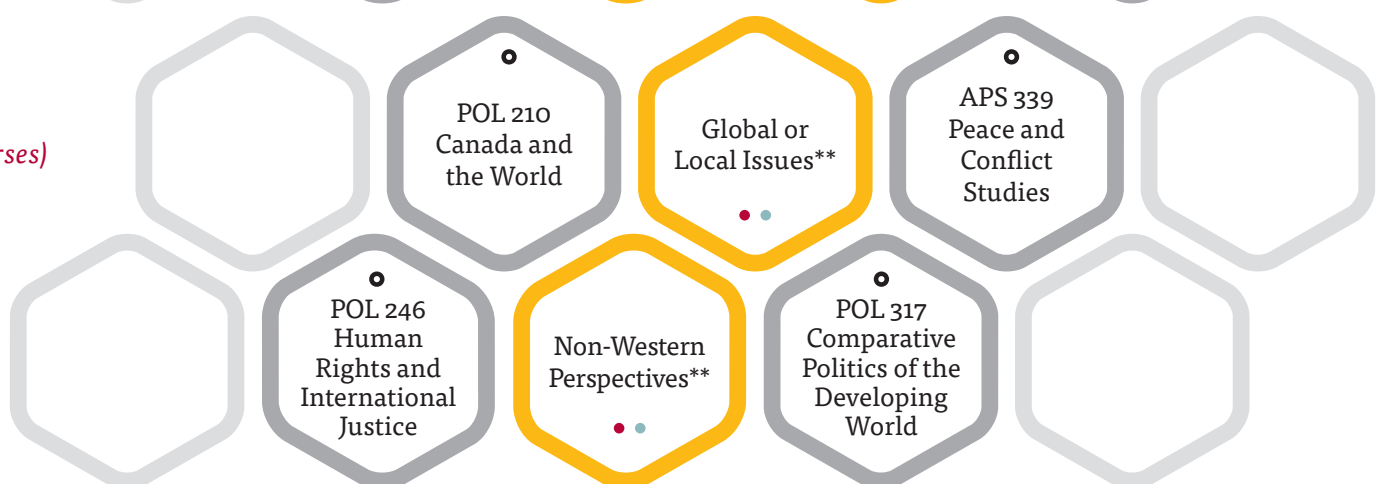 rses)
POL 210
Canada and
the World
Global or
Local Issues**
APS 339
Peace and
Conflict
Studies
POL 246
Human
Rights and
International
Justice
Non-Western
Perspectives**
POL 317
Comparative
Politics of the
Developing
World